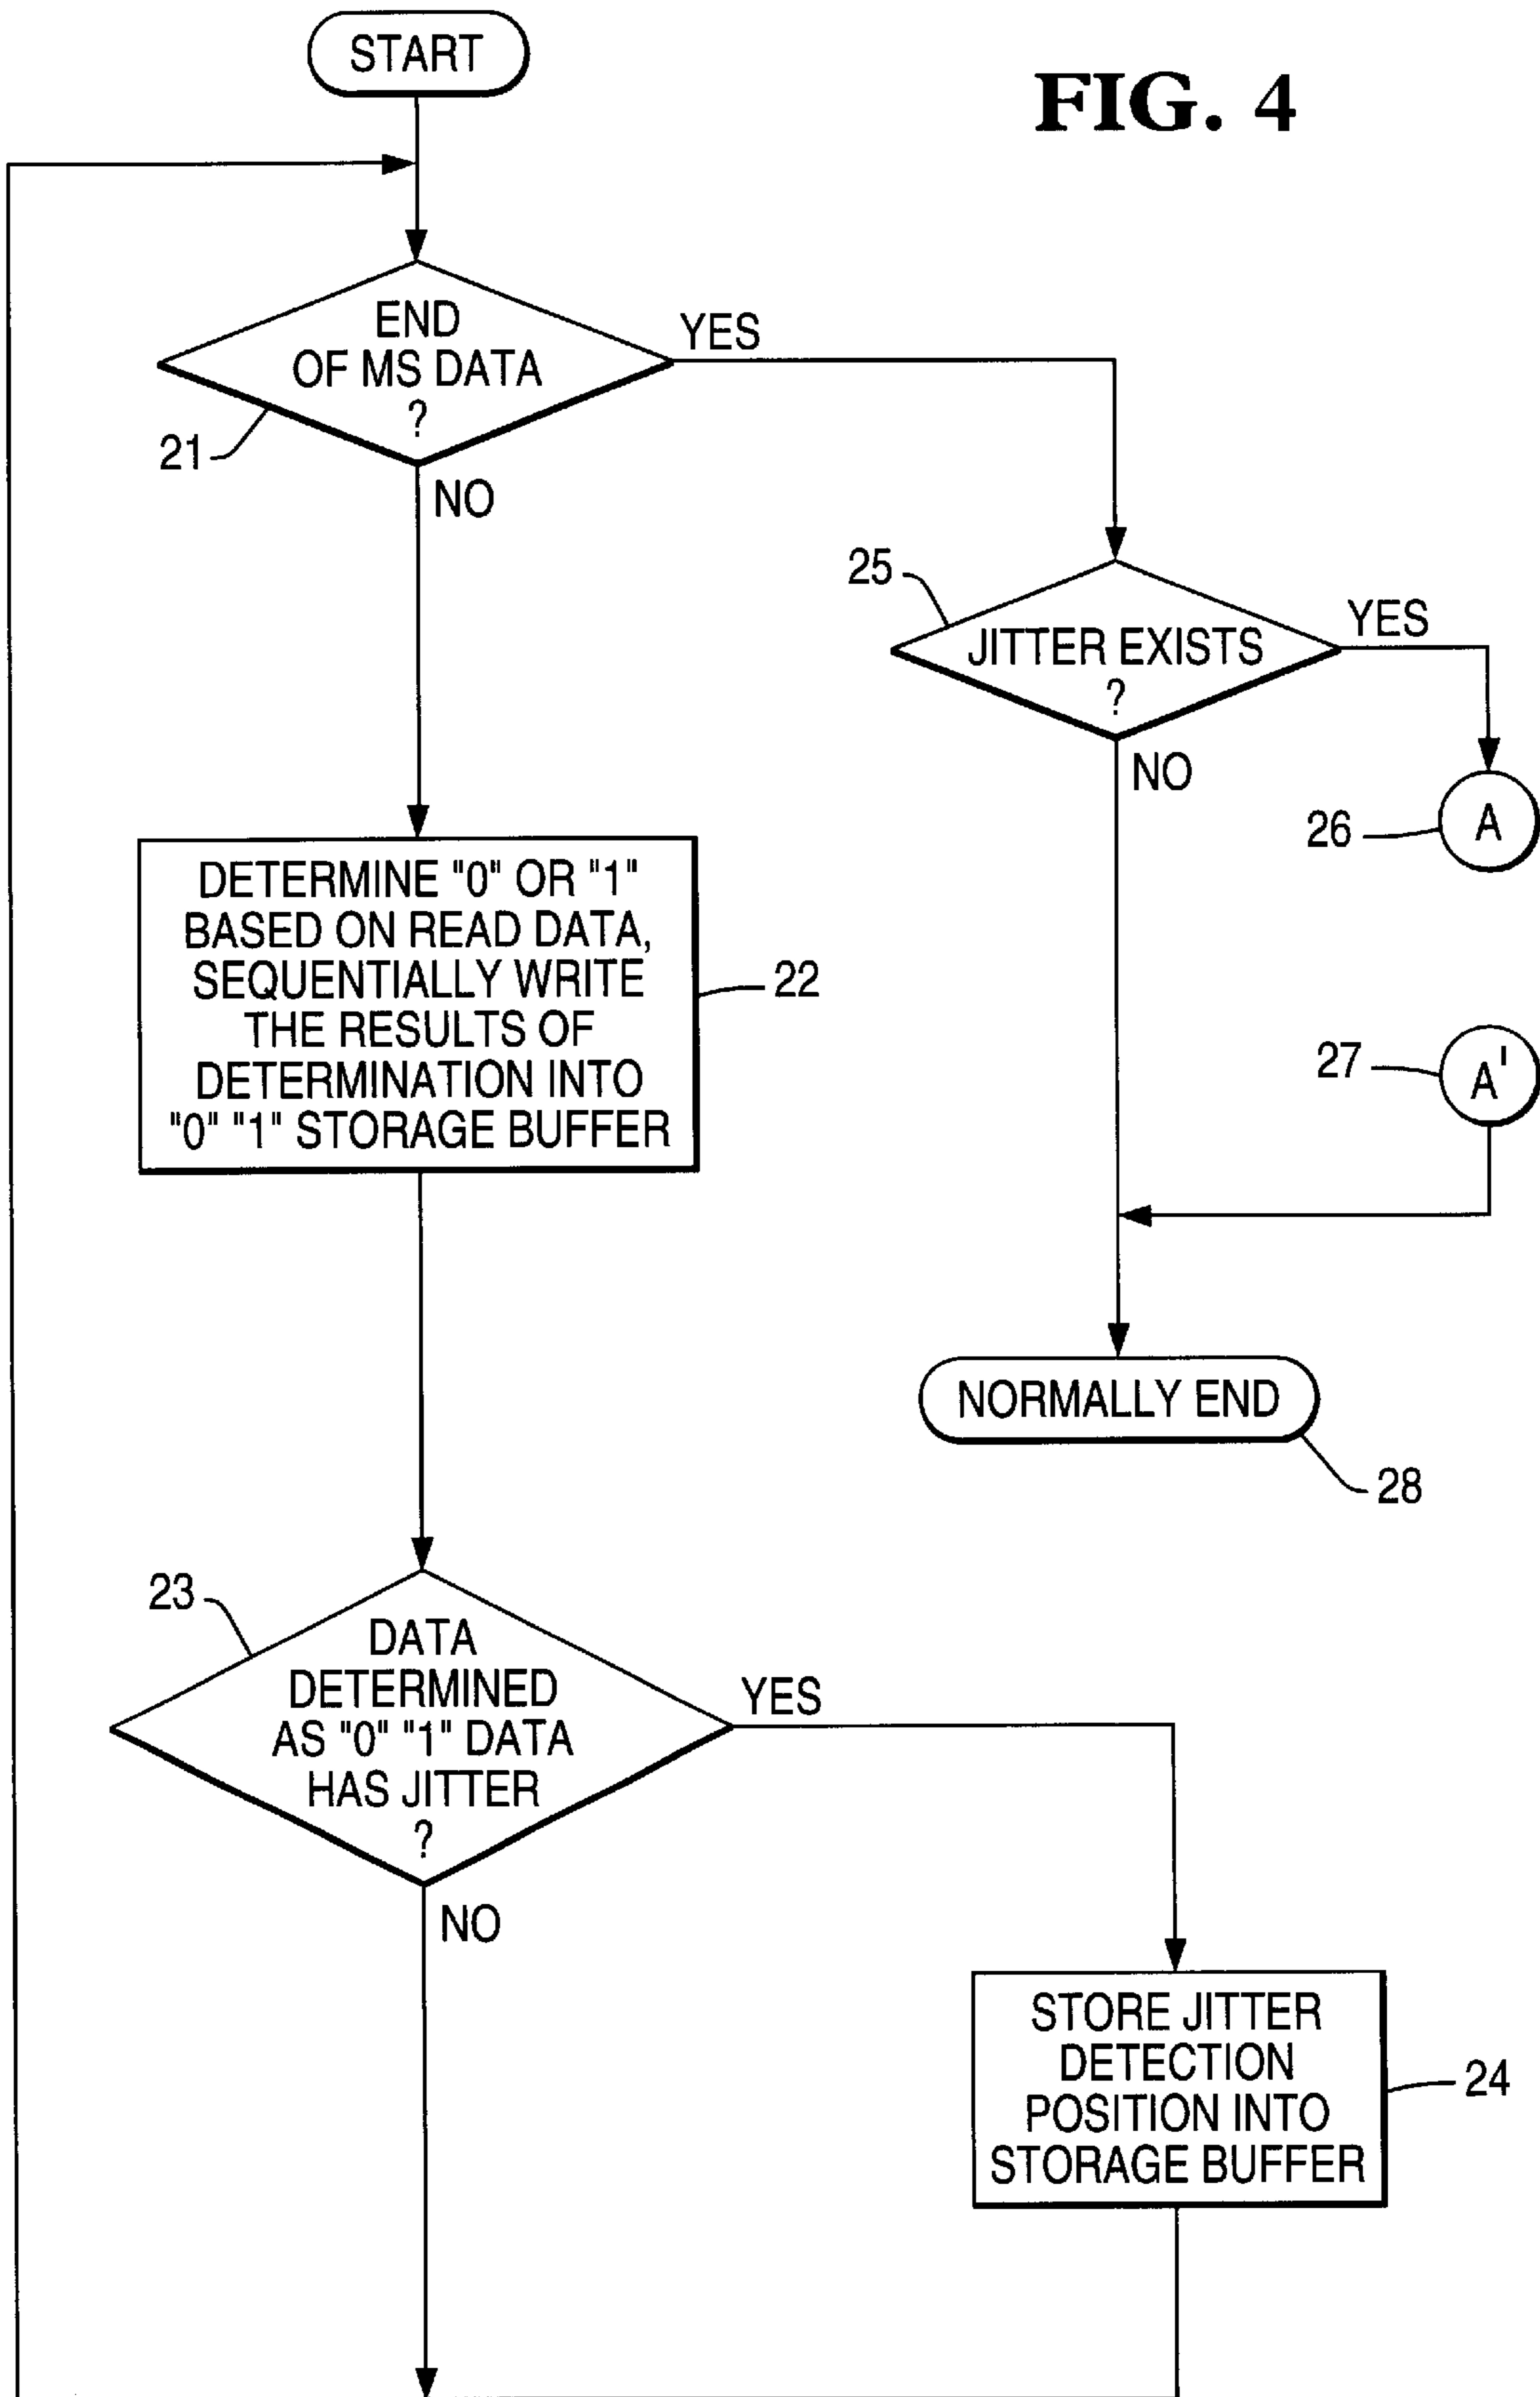 START
FIG. 4
END
OF MS DATA
?
YES
21
NO
25
JITTER EXISTS
?
YES
NO
26
A
DETERMINE "0" OR "1"
BASED ON READ DATA,
SEQUENTIALLY WRITE
THE RESULTS OF
DETERMINATION INTO
"0" "1" STORAGE BUFFER
22
27
A'
NORMALLY END
28
23
DATA
DETERMINED
AS "0" "1" DATA
HAS JITTER
?
YES
NO
STORE JITTER
DETECTION
POSITION INTO
STORAGE BUFFER
24